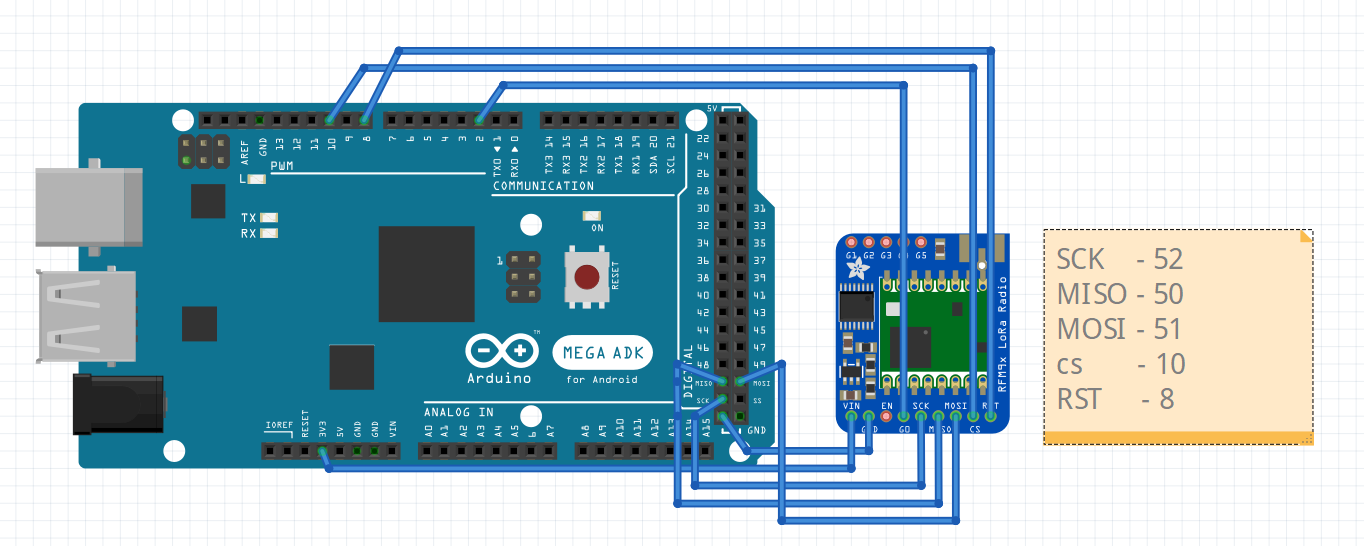 5V
AREF GND 13 12 11 10 9 8 7 6 5 4 3 2 1 0
TX0 RX0
TX3 14 RX3 15 TX2 16 RX2 17 TX1 18 RX1 19 SDA 20 SCL 21
PWM
COMMUNICATION
L
TX
RX
ON
1
RESET
22
24
26
28
30 31
32 33
34 35
36 37
38 39
40 41
42 43
44 45
46 47
48 49
MISO MOSI
SCK SS
GND
DIGITAL
TM
Arduino
MEGA ADK
for Android
ANALOG IN
IOREF RESET 3V3 5V GND GND VIN
A0 A1 A2 A3 A4 A5 6 A7 A8 A9 A10 A11 A12 A13 A14 A15
G1 G2 G3 G5
RFM9x LoRa Radio
VIN EN SCK MOSI RST
GND G0 MISO CS
SCK - 52
MISO - 50
MOSI - 51
cs - 10
RST - 8